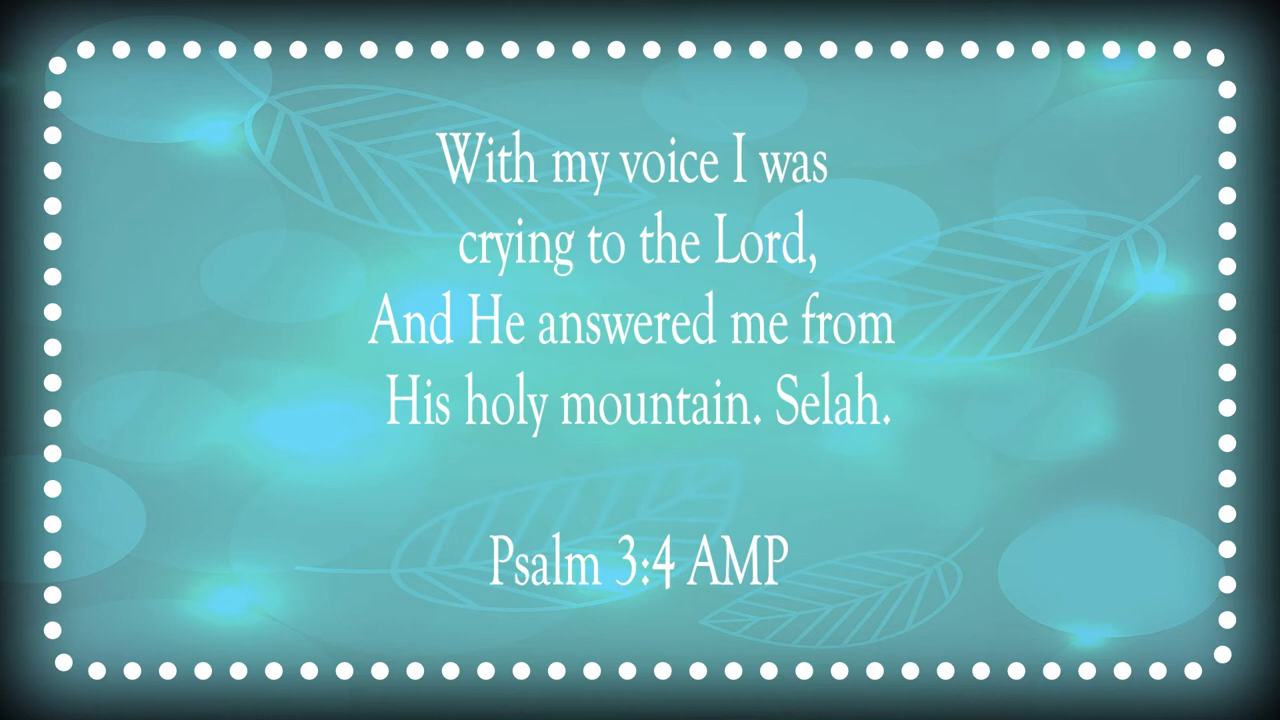 With my voice I was
crying to the Lord,
And He answered me from
His holy mountain. Selah.
Psalm 3:4 AMP